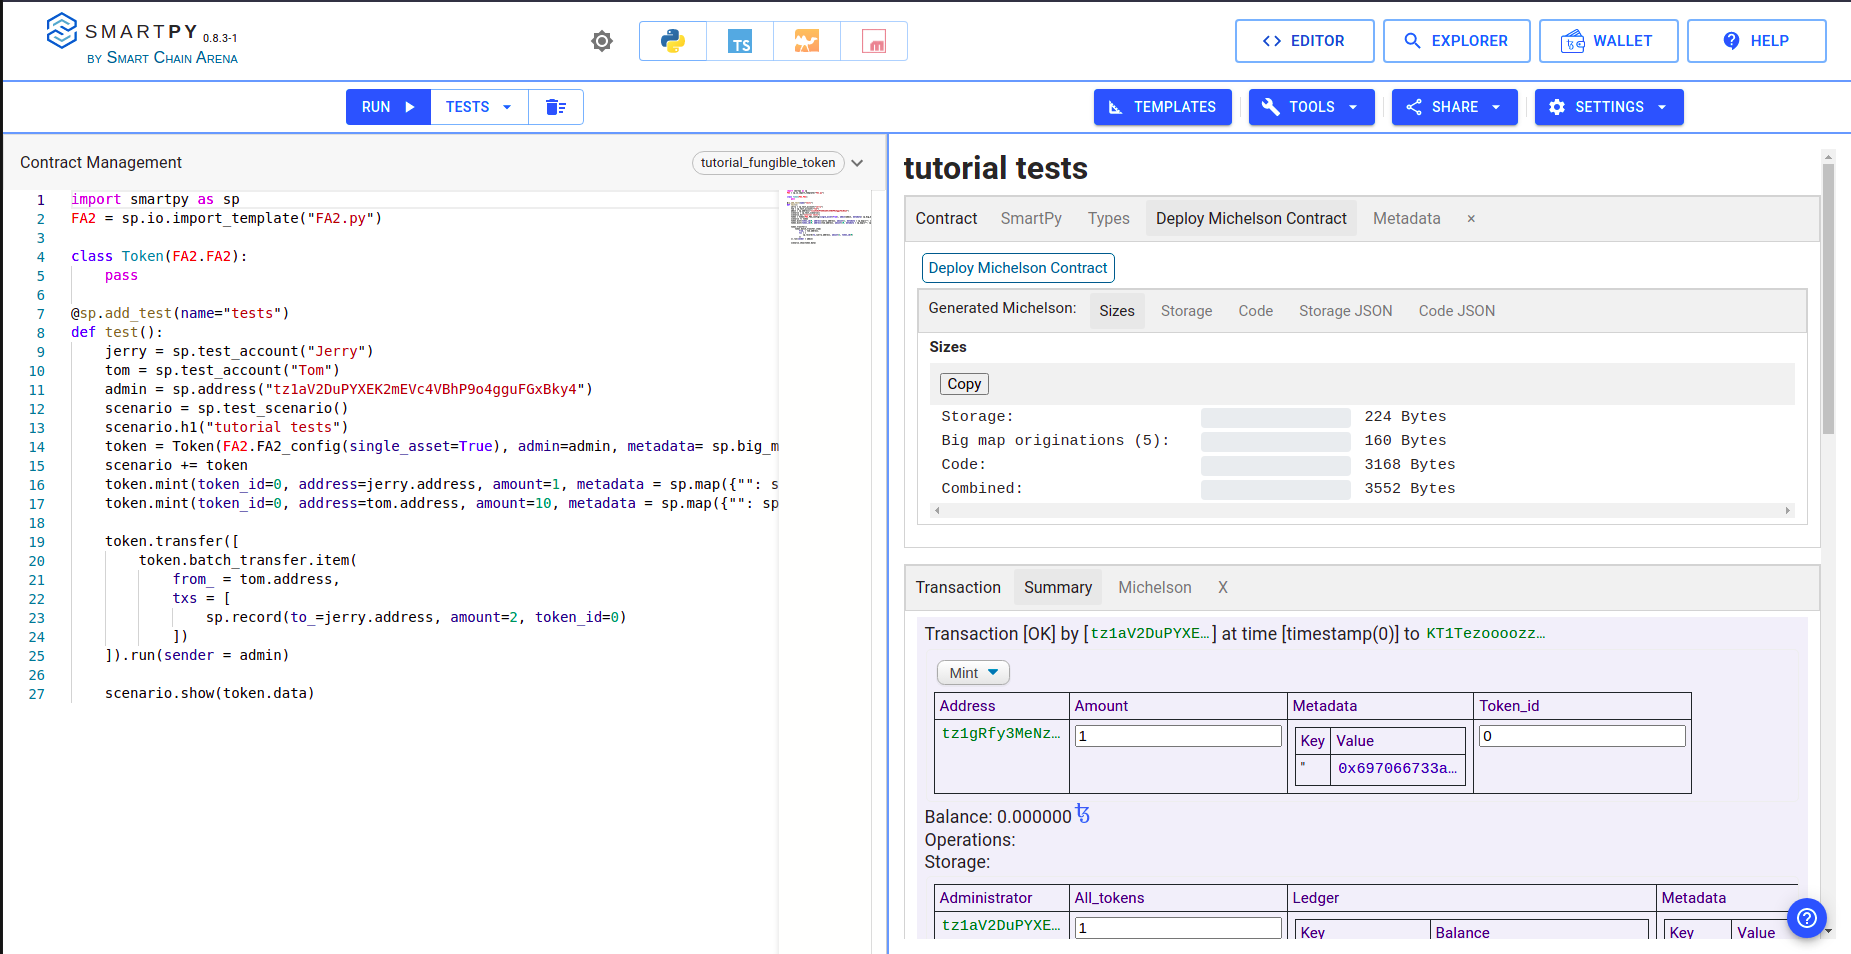 SMARTPY 0.8.3-1
BY SMART CHAIN ARENA
TS
EDITOR
EXPLORER
WALLET
HELP
RUN
TESTS
TEMPLATES
TOOLS
SHARE
SETTINGS
Contract Management
tutorial_fungible_token
1 import smartpy as sp
2 FA2 = sp.io.import_template("FA2.py")
3
4 class Token(FA2.FA2):
5     pass
6
7 @sp.add_test(name="tests")
8 def test():
9     jerry = sp.test_account("Jerry")
10     tom = sp.test_account("Tom")
11     admin = sp.address("tz1aV2DuPYXEK2mEVc4VBhP9o4gguFGxBky4")
12     scenario = sp.test_scenario()
13     scenario.h1("tutorial tests")
14     token = Token(FA2.FA2_config(single_asset=True), admin=admin, metadata= sp.big_m
15     scenario += token
16     token.mint(token_id=0, address=jerry.address, amount=1, metadata = sp.map({"": s
17     token.mint(token_id=0, address=tom.address, amount=10, metadata = sp.map({"": sp
18
19     token.transfer([
20         token.batch_transfer.item(
21             from_ = tom.address,
22             txs = [
23                 sp.record(to_=jerry.address, amount=2, token_id=0)
24             ])
25     ]).run(sender = admin)
26
27     scenario.show(token.data)
tutorial tests
Contract SmartPy Types Deploy Michelson Contract Metadata ×
Deploy Michelson Contract
Generated Michelson: Sizes Storage Code Storage JSON Code JSON
Sizes
Copy
Storage: 224 Bytes
Big map originations (5): 160 Bytes
Code: 3168 Bytes
Combined: 3552 Bytes
Transaction Summary Michelson X
Transaction [OK] by [tz1aV2DuPYXE…] at time [timestamp(0)] to KT1Tezoooozz…
Mint
Address Amount Metadata Token_id
tz1gRfy3MeNz… 1 Key Value 0
" 0x697066733a…
Balance: 0.000000 ꜩ
Operations:
Storage:
Administrator All_tokens Ledger Metadata
tz1aV2DuPYXE… 1 Key Balance Key Value